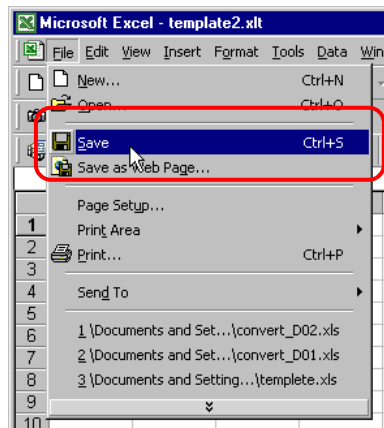 Microsoft Excel - template2.xlt
File Edit View Insert Format Tools Data Win
New... Ctrl+N
Open... Ctrl+O
Save Ctrl+S
Save as Web Page...
Page Setup...
1 Print Area
2 Print... Ctrl+P
3
4 Send To
5
6 1 \Documents and Set...\convert_D02.xls
7 2 \Documents and Set...\convert_D01.xls
8 3 \Documents and Setting...\templete.xls
9
10